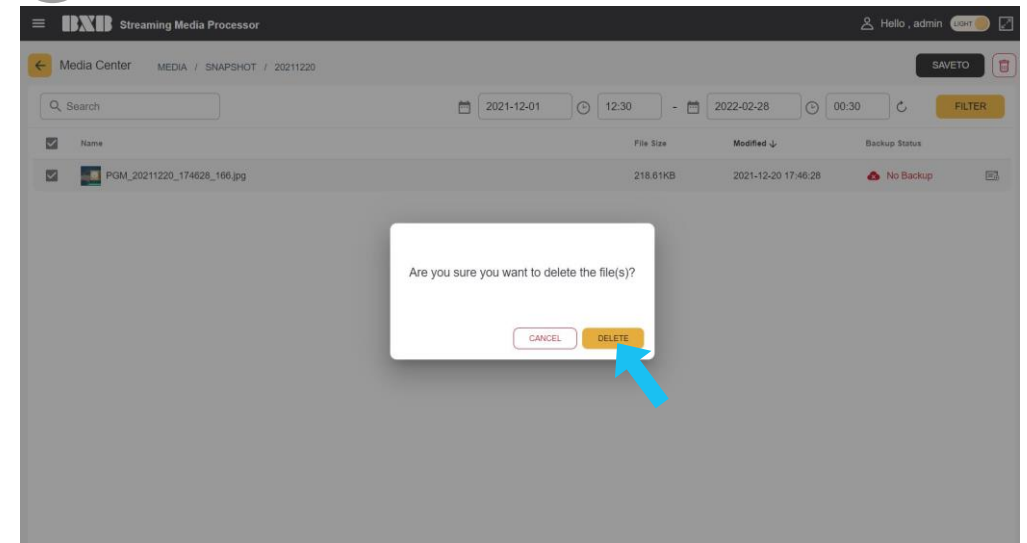 BXB Streaming Media Processor Hello , admin LIGHT
Media Center MEDIA / SNAPSHOT / 20211220 SAVETO
Search 2021-12-01 12:30 - 2022-02-28 00:30 FILTER
Name File Size Modified Backup Status
PGM_20211220_174628_166.jpg 218.61KB 2021-12-20 17:46:28 No Backup
Are you sure you want to delete the file(s)?
CANCEL DELETE